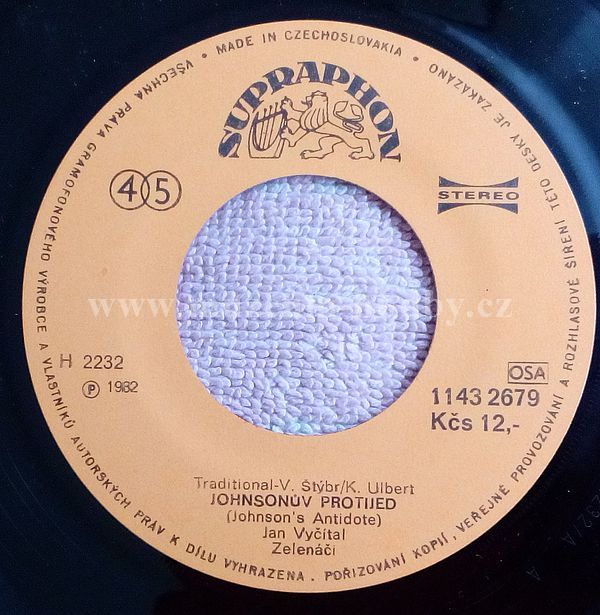 VŠECHNA PRÁVA GRAMOFONOVÉHO VÝROBCE A VLASTNÍKŮ AUTORSKÝCH PRÁV K DÍLU VYHRAZENA. POŘIZOVÁNÍ KOPIÍ, VEŘEJNÉ PROVOZOVÁNÍ A ROZHLASOVÉ ŠÍŘENÍ TÉTO DESKY JE ZAKÁZÁNO • MADE IN CZECHOSLOVAKIA •
SUPRAPHON
45
STEREO
H 2232
℗ 1982
OSA
1143 2679
Kčs 12,-
Traditional-V. Štýbr/K. Ulbert
JOHNSONŮV PROTIJED
(Johnson's Antidote)
Jan Vyčítal
Zelenáči